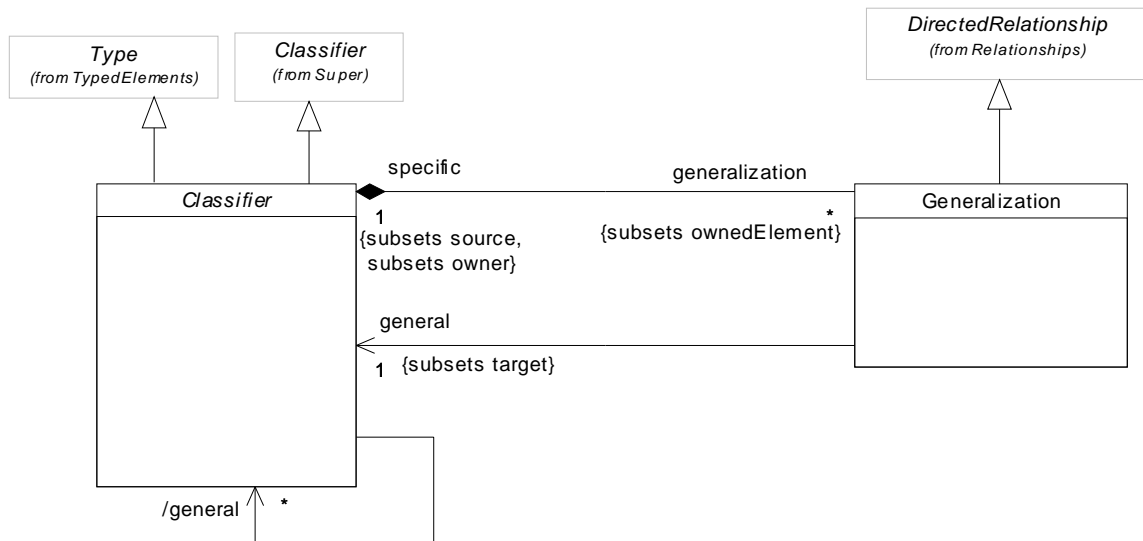 Type
(from TypedElements)
Classifier
(from Super)
DirectedRelationship
(from Relationships)
Classifier
specific
1
{subsets source,
subsets owner}
generalization
*
{subsets ownedElement}
Generalization
general
1
{subsets target}
/general
*